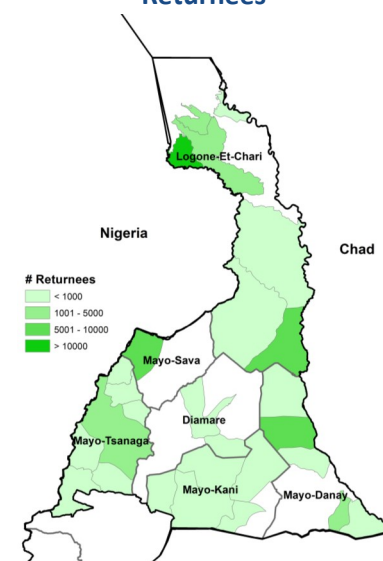 Returnees
Logone-Et-Chari
Nigeria
Chad
# Returnees
< 1000
1001 - 5000
5001 - 10000
> 10000
Mayo-Sava
Diamare
Mayo-Tsanaga
Mayo-Kani
Mayo-Danay